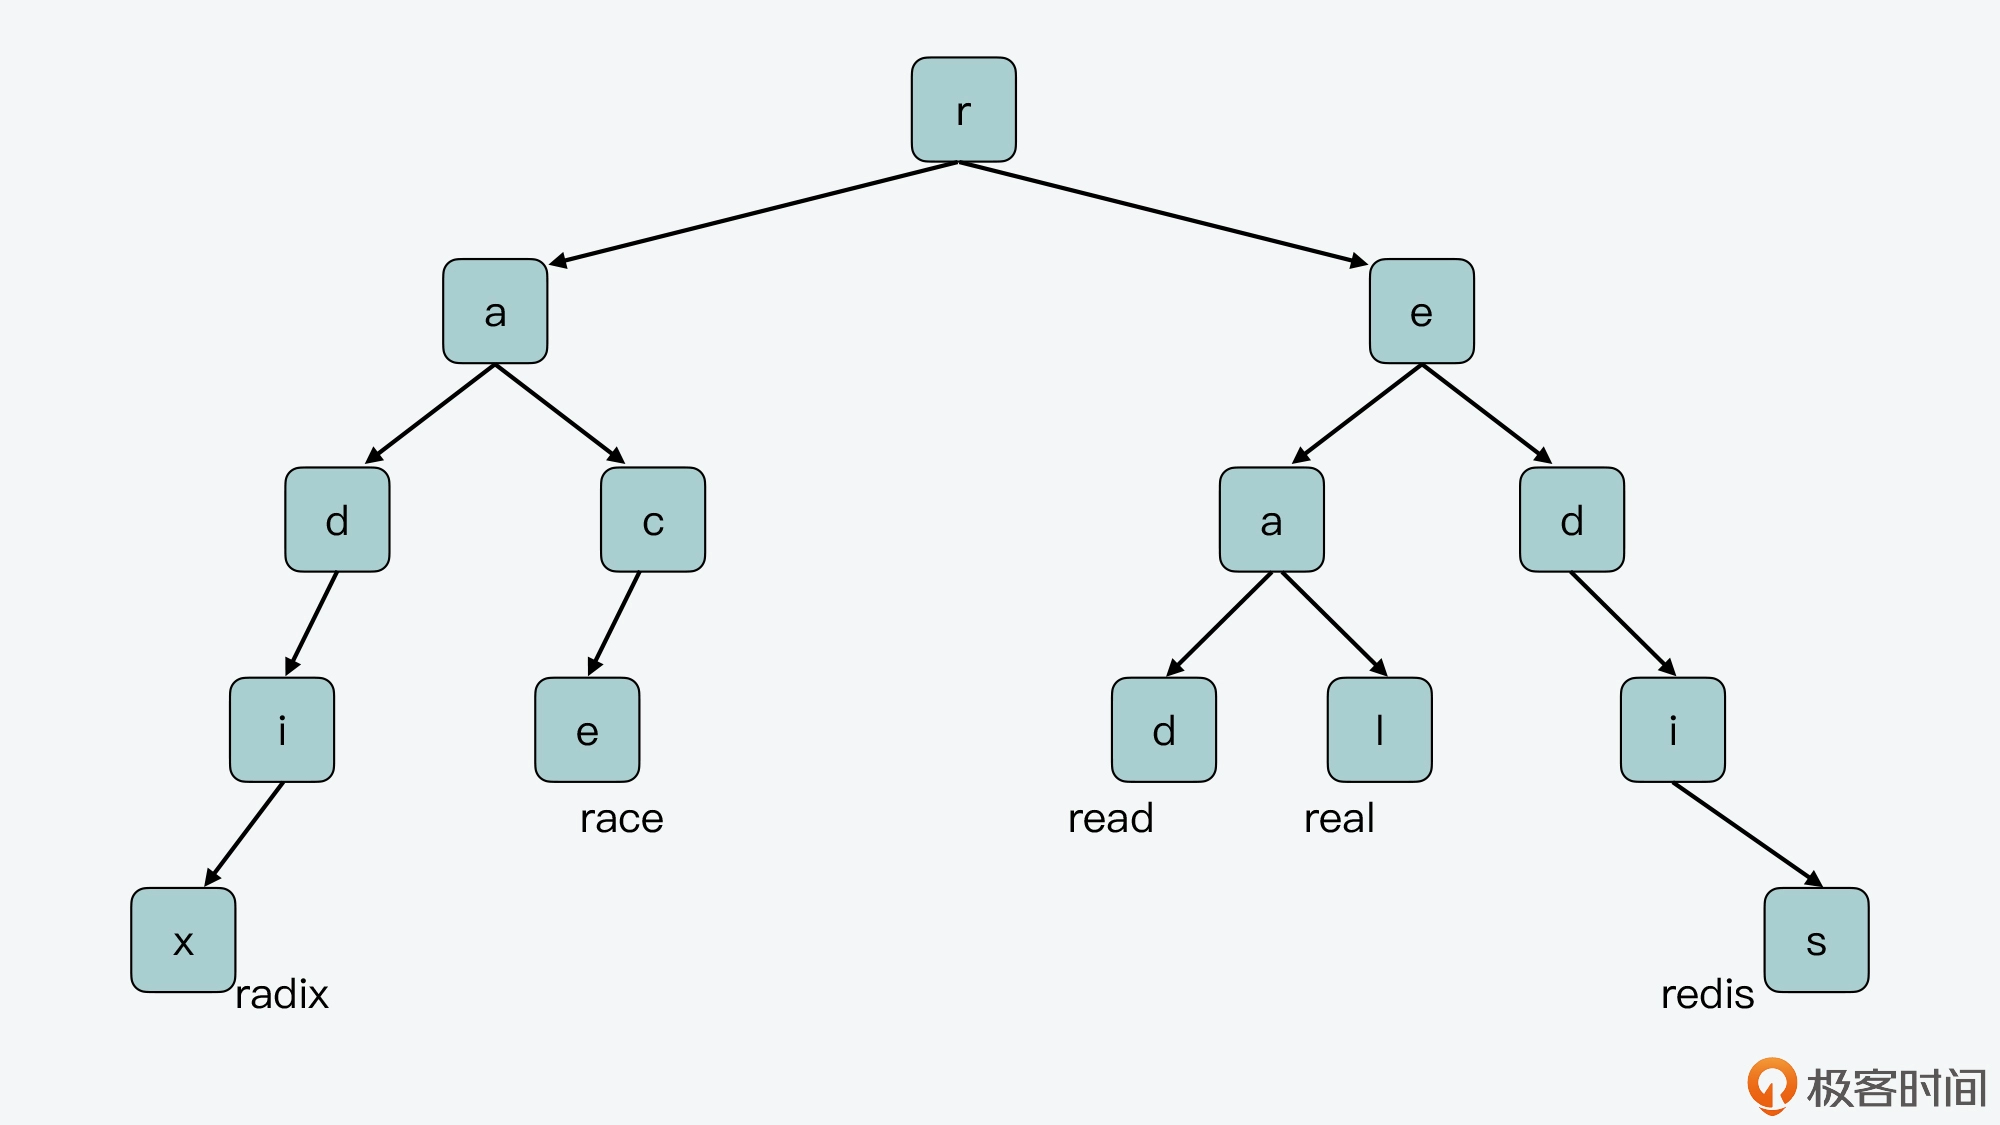 r
a e
d c a d
i e d l i
race read real
x s
radix redis
极客时间